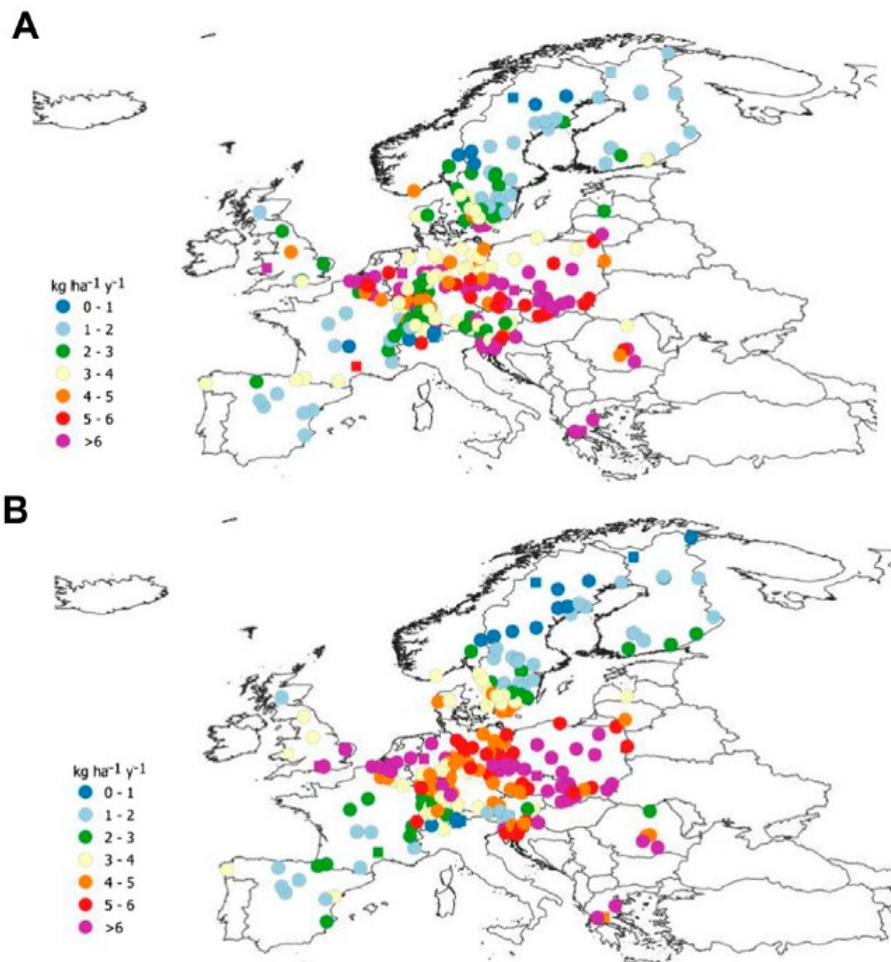 A
kg ha⁻¹ y⁻¹
0 - 1
1 - 2
2 - 3
3 - 4
4 - 5
5 - 6
>6
B
kg ha⁻¹ y⁻¹
0 - 1
1 - 2
2 - 3
3 - 4
4 - 5
5 - 6
>6